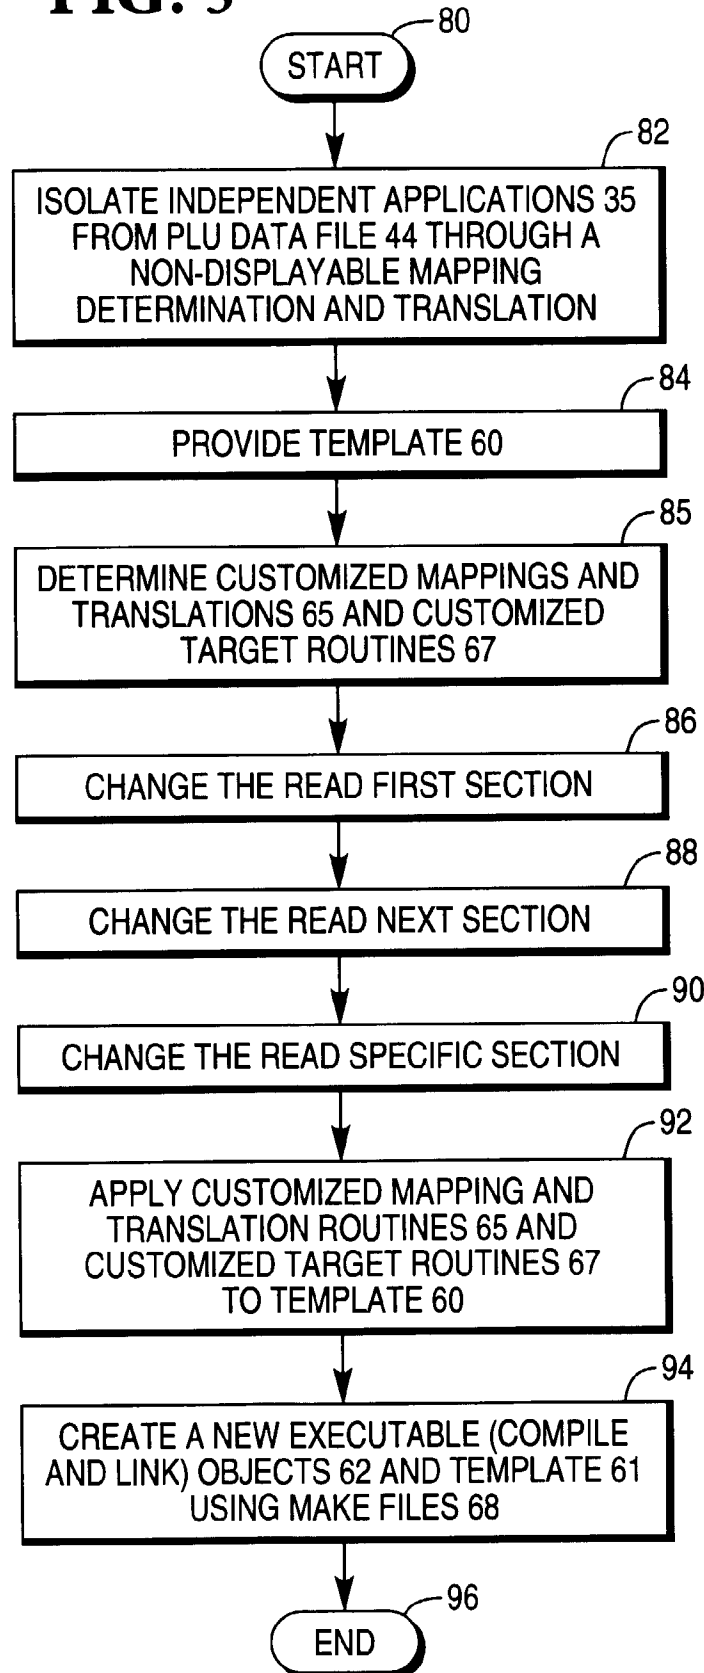 80
START
82
ISOLATE INDEPENDENT APPLICATIONS 35
FROM PLU DATA FILE 44 THROUGH A
NON-DISPLAYABLE MAPPING
DETERMINATION AND TRANSLATION
84
PROVIDE TEMPLATE 60
85
DETERMINE CUSTOMIZED MAPPINGS AND
TRANSLATIONS 65 AND CUSTOMIZED
TARGET ROUTINES 67
86
CHANGE THE READ FIRST SECTION
88
CHANGE THE READ NEXT SECTION
90
CHANGE THE READ SPECIFIC SECTION
92
APPLY CUSTOMIZED MAPPING AND
TRANSLATION ROUTINES 65 AND
CUSTOMIZED TARGET ROUTINES 67
TO TEMPLATE 60
94
CREATE A NEW EXECUTABLE (COMPILE
AND LINK) OBJECTS 62 AND TEMPLATE 61
USING MAKE FILES 68
96
END